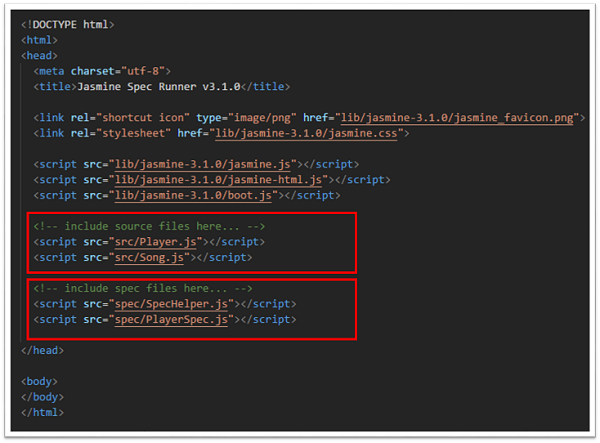 <!DOCTYPE html>
<html>
<head>
<meta charset="utf-8">
<title>Jasmine Spec Runner v3.1.0</title>
<link rel="shortcut icon" type="image/png" href="lib/jasmine-3.1.0/jasmine_favicon.png">
<link rel="stylesheet" href="lib/jasmine-3.1.0/jasmine.css">
<script src="lib/jasmine-3.1.0/jasmine.js"></script>
<script src="lib/jasmine-3.1.0/jasmine-html.js"></script>
<script src="lib/jasmine-3.1.0/boot.js"></script>
<!-- include source files here... -->
<script src="src/Player.js"></script>
<script src="src/Song.js"></script>
<!-- include spec files here... -->
<script src="spec/SpecHelper.js"></script>
<script src="spec/PlayerSpec.js"></script>
</head>
<body>
</body>
</html>